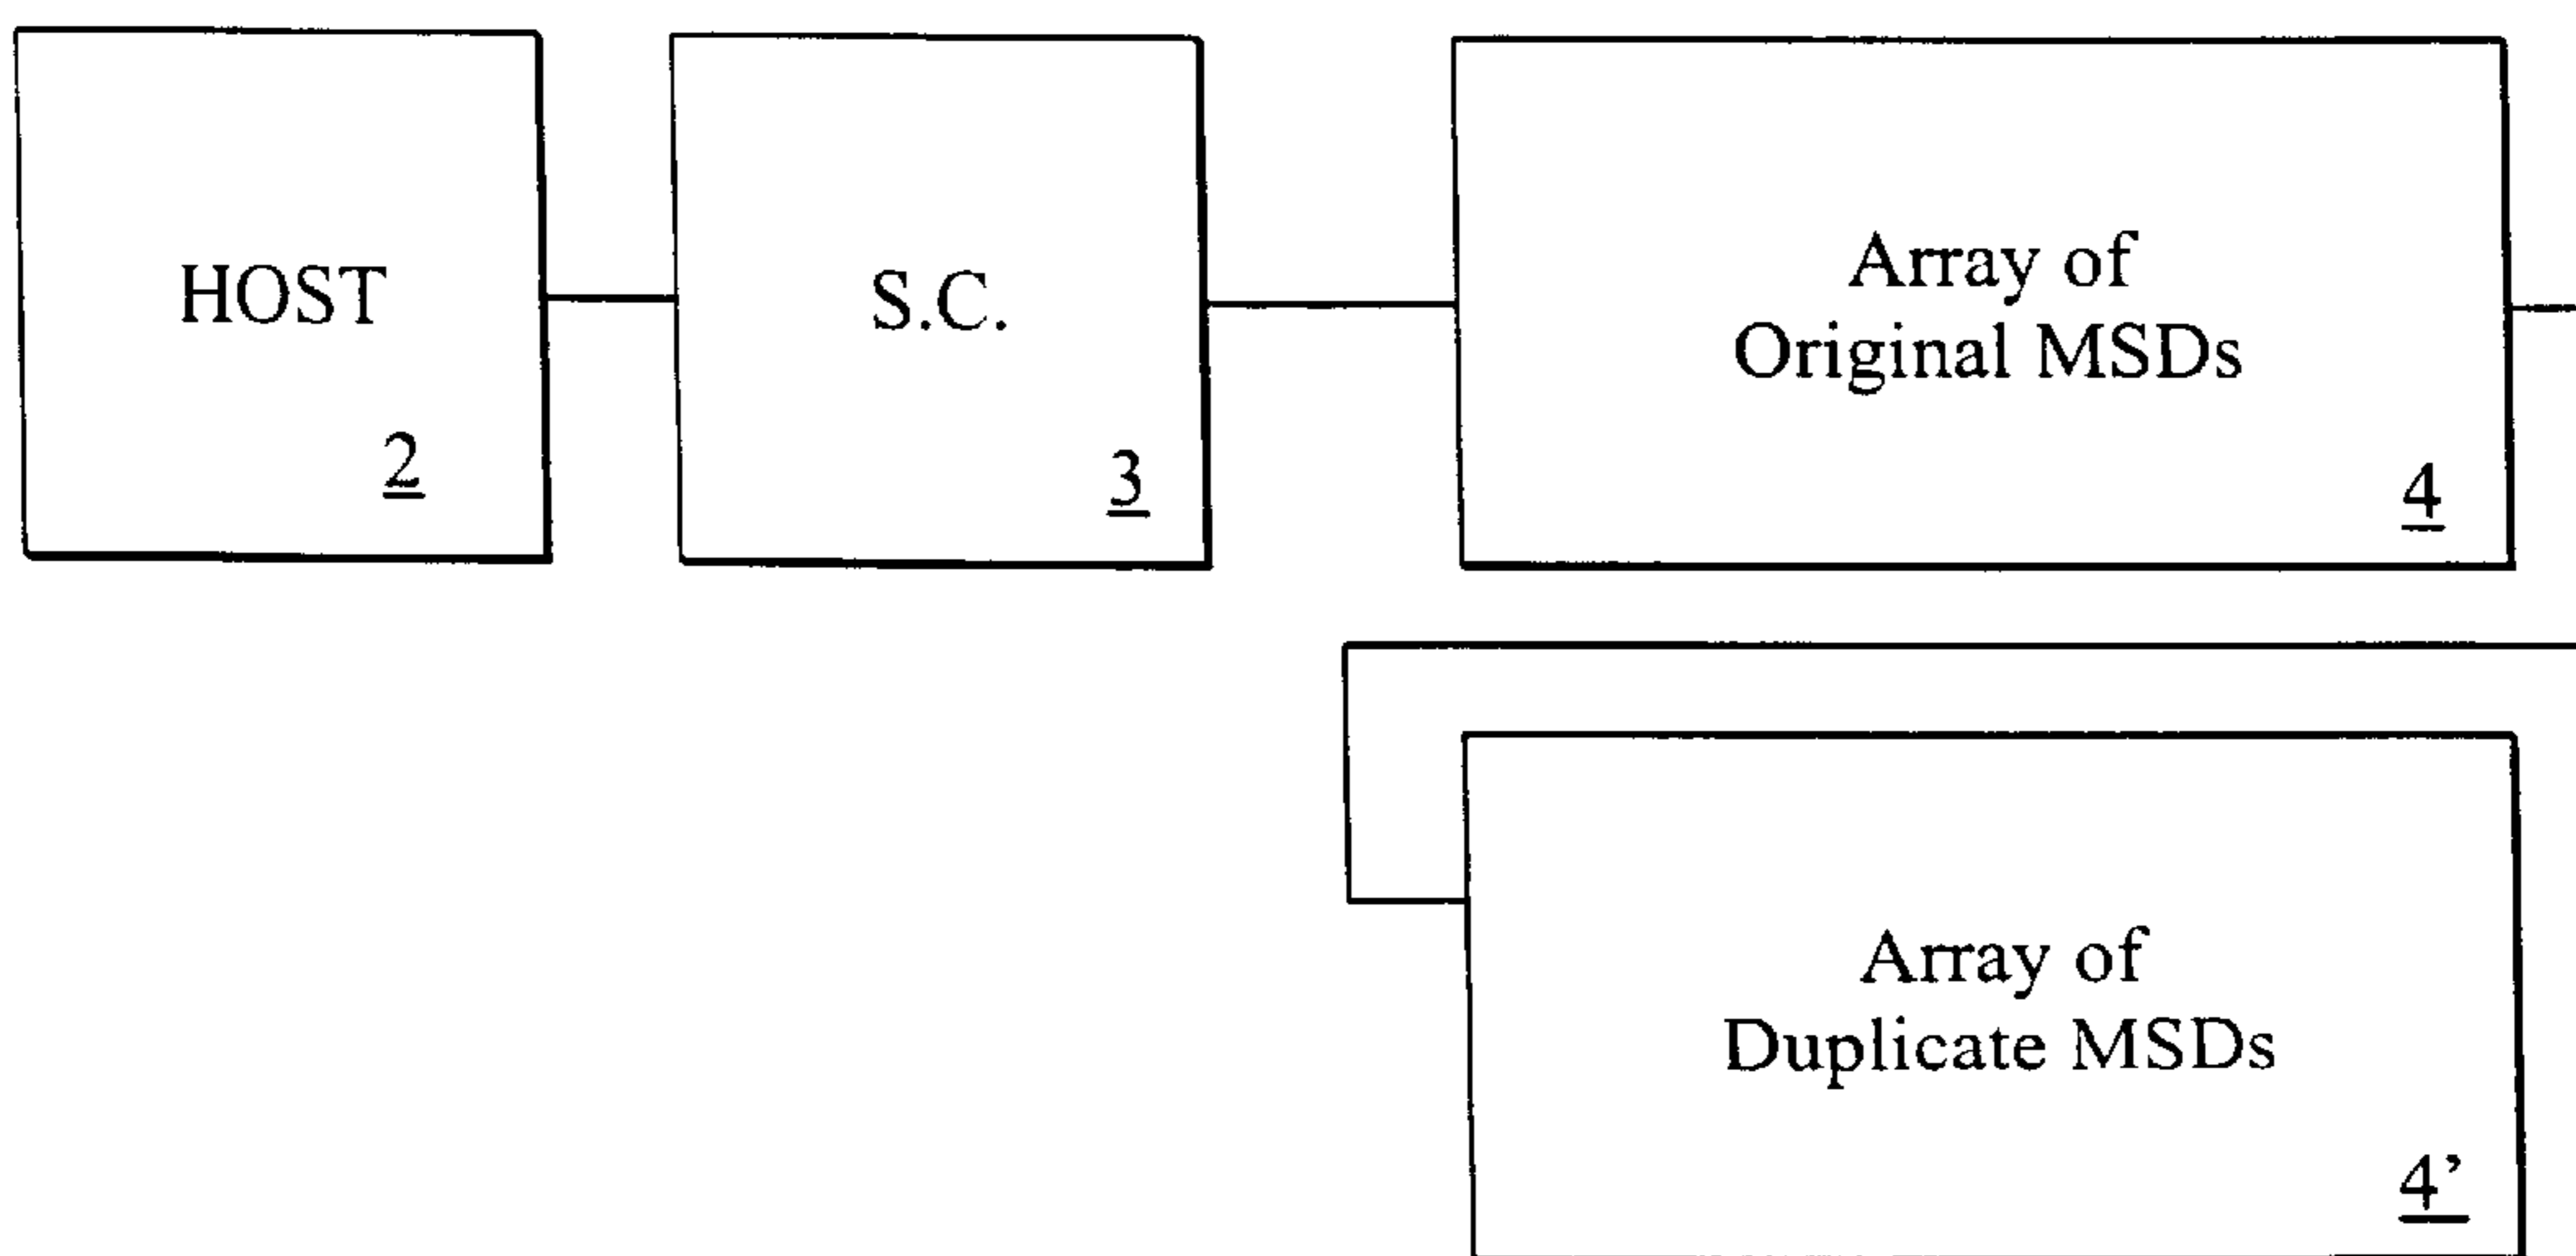 HOST
2
S.C.
3
Array of
Original MSDs
4
Array of
Duplicate MSDs
4’